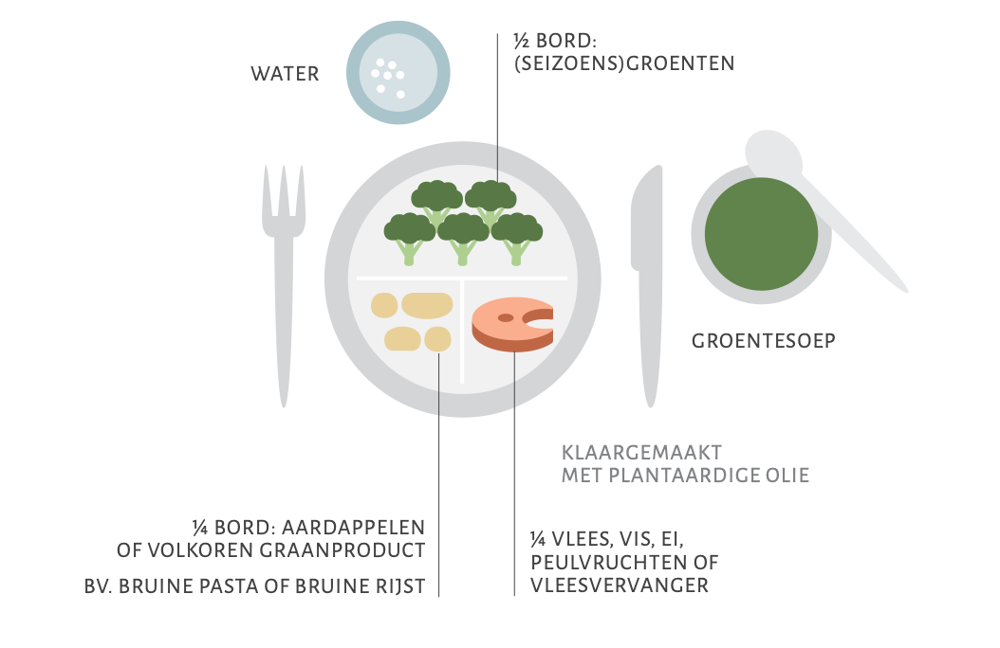 WATER
½ BORD:
(SEIZOENS)GROENTEN
GROENTESOEP
KLAARGEMAAKT
MET PLANTAARDIGE OLIE
¼ BORD: AARDAPPELEN
OF VOLKOREN GRAANPRODUCT
BV. BRUINE PASTA OF BRUINE RIJST
¼ VLEES, VIS, EI,
PEULVRUCHTEN OF
VLEESVERVANGER